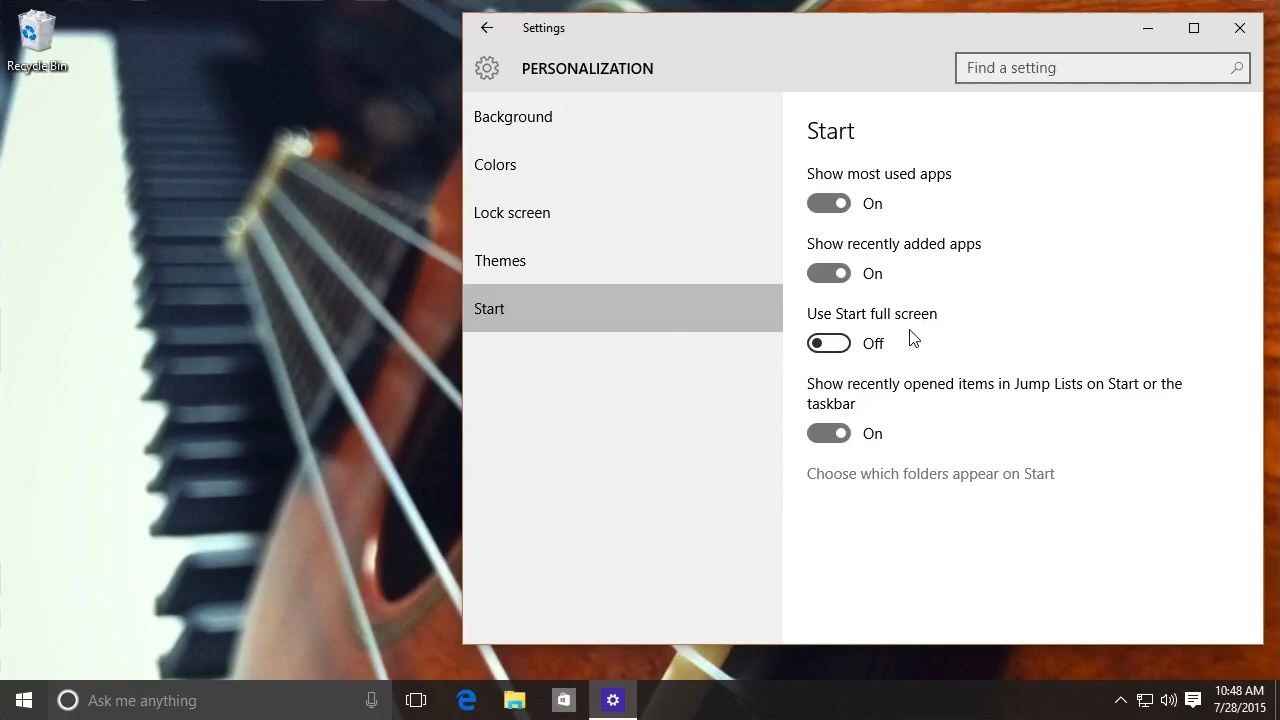 Recycle Bin
Settings
PERSONALIZATION
Find a setting
Background
Colors
Lock screen
Themes
Start
Start
Show most used apps
On
Show recently added apps
On
Use Start full screen
Off
Show recently opened items in Jump Lists on Start or the
taskbar
On
Choose which folders appear on Start
Ask me anything
10:48 AM
7/28/2015